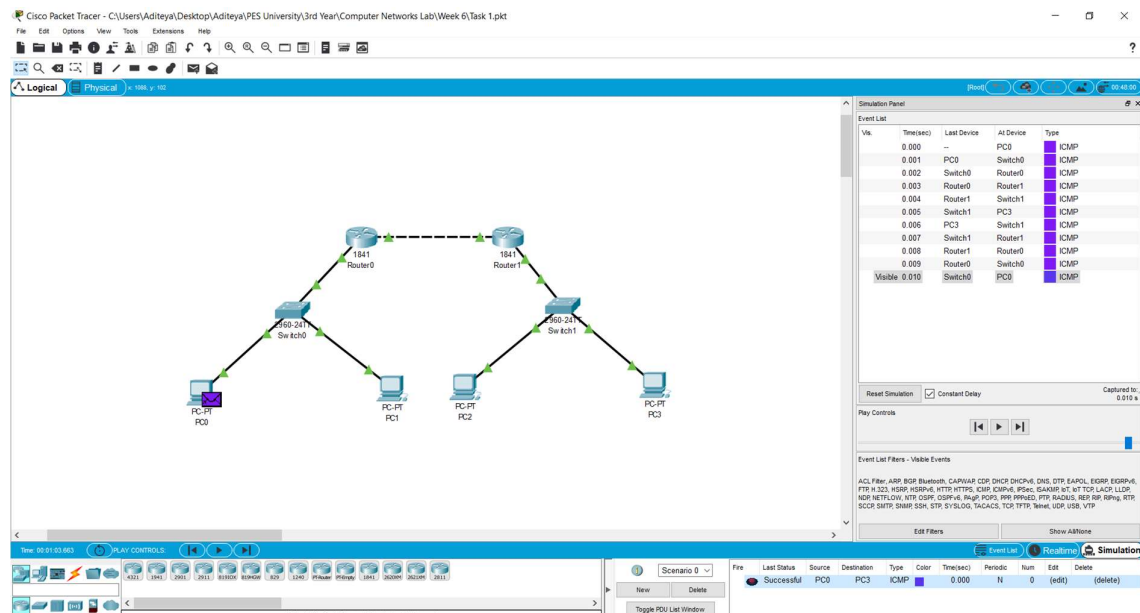 Cisco Packet Tracer - C:\Users\Aditeya\Desktop\Aditeya\PES University\3rd Year\Computer Networks Lab\Week 6\Task 1.pkt
File Edit Options View Tools Extensions Help
?
Logical Physical x: 1066, y: 102 [Root] 00:48:00
Simulation Panel
Event List
Vis. Time(sec) Last Device At Device Type
0.000 -- PC0 ICMP
0.001 PC0 Switch0 ICMP
0.002 Switch0 Router0 ICMP
0.003 Router0 Router1 ICMP
0.004 Router1 Switch1 ICMP
0.005 Switch1 PC3 ICMP
0.006 PC3 Switch1 ICMP
0.007 Switch1 Router1 ICMP
0.008 Router1 Router0 ICMP
0.009 Router0 Switch0 ICMP
Visible 0.010 Switch0 PC0 ICMP
1841
Router0
1841
Router1
2960-24TT
Switch0
2960-24TT
Switch1
PC-PT
PC0
PC-PT
PC1
PC-PT
PC2
PC-PT
PC3
Reset Simulation Constant Delay Captured to:
0.010 s
Play Controls
Event List Filters - Visible Events
ACL Filter, ARP, BGP, Bluetooth, CAPWAP, CDP, DHCP, DHCPv6, DNS, DTP, EAPOL, EIGRP, EIGRPv6,
FTP, H.323, HSRP, HSRPv6, HTTP, HTTPS, ICMP, ICMPv6, IPSec, ISAKMP, IoT, IoT TCP, LACP, LLDP,
NDP, NETFLOW, NTP, OSPF, OSPFv6, PAgP, POP3, PPP, PPPoED, PTP, RADIUS, REP, RIP, RIPng, RTP,
SCCP, SMTP, SNMP, SSH, STP, SYSLOG, TACACS, TCP, TFTP, Telnet, UDP, USB, VTP
Edit Filters Show All/None
Time: 00:01:03.663 PLAY CONTROLS: Event List Realtime Simulation
4321 1941 2901 2911 819IOX 819HGW 829 1240 PT-Router PT-Empty 1841 2620XM 2621XM 2811
Scenario 0
New Delete
Toggle PDU List Window
Fire Last Status Source Destination Type Color Time(sec) Periodic Num Edit Delete
Successful PC0 PC3 ICMP 0.000 N 0 (edit) (delete)